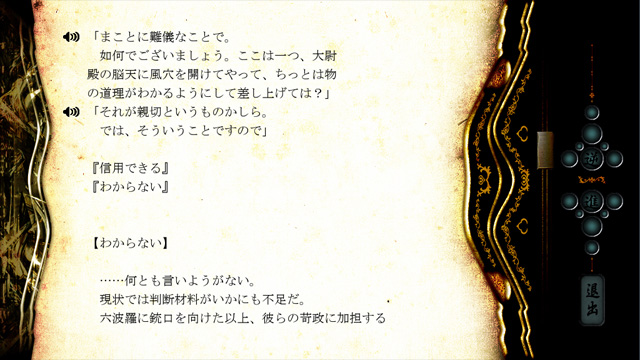 「まことに難儀なことで。
如何でございましょう。ここは一つ、大尉
殿の脳天に風穴を開けてやって、ちっとは物
の道理がわかるようにして差し上げては？」
「それが親切というものかしら。
では、そういうことですので」
『信用できる』
『わからない』
【わからない】
……何とも言いようがない。
現状では判断材料がいかにも不足だ。
六波羅に銃口を向けた以上、彼らの苛政に加担する
退出